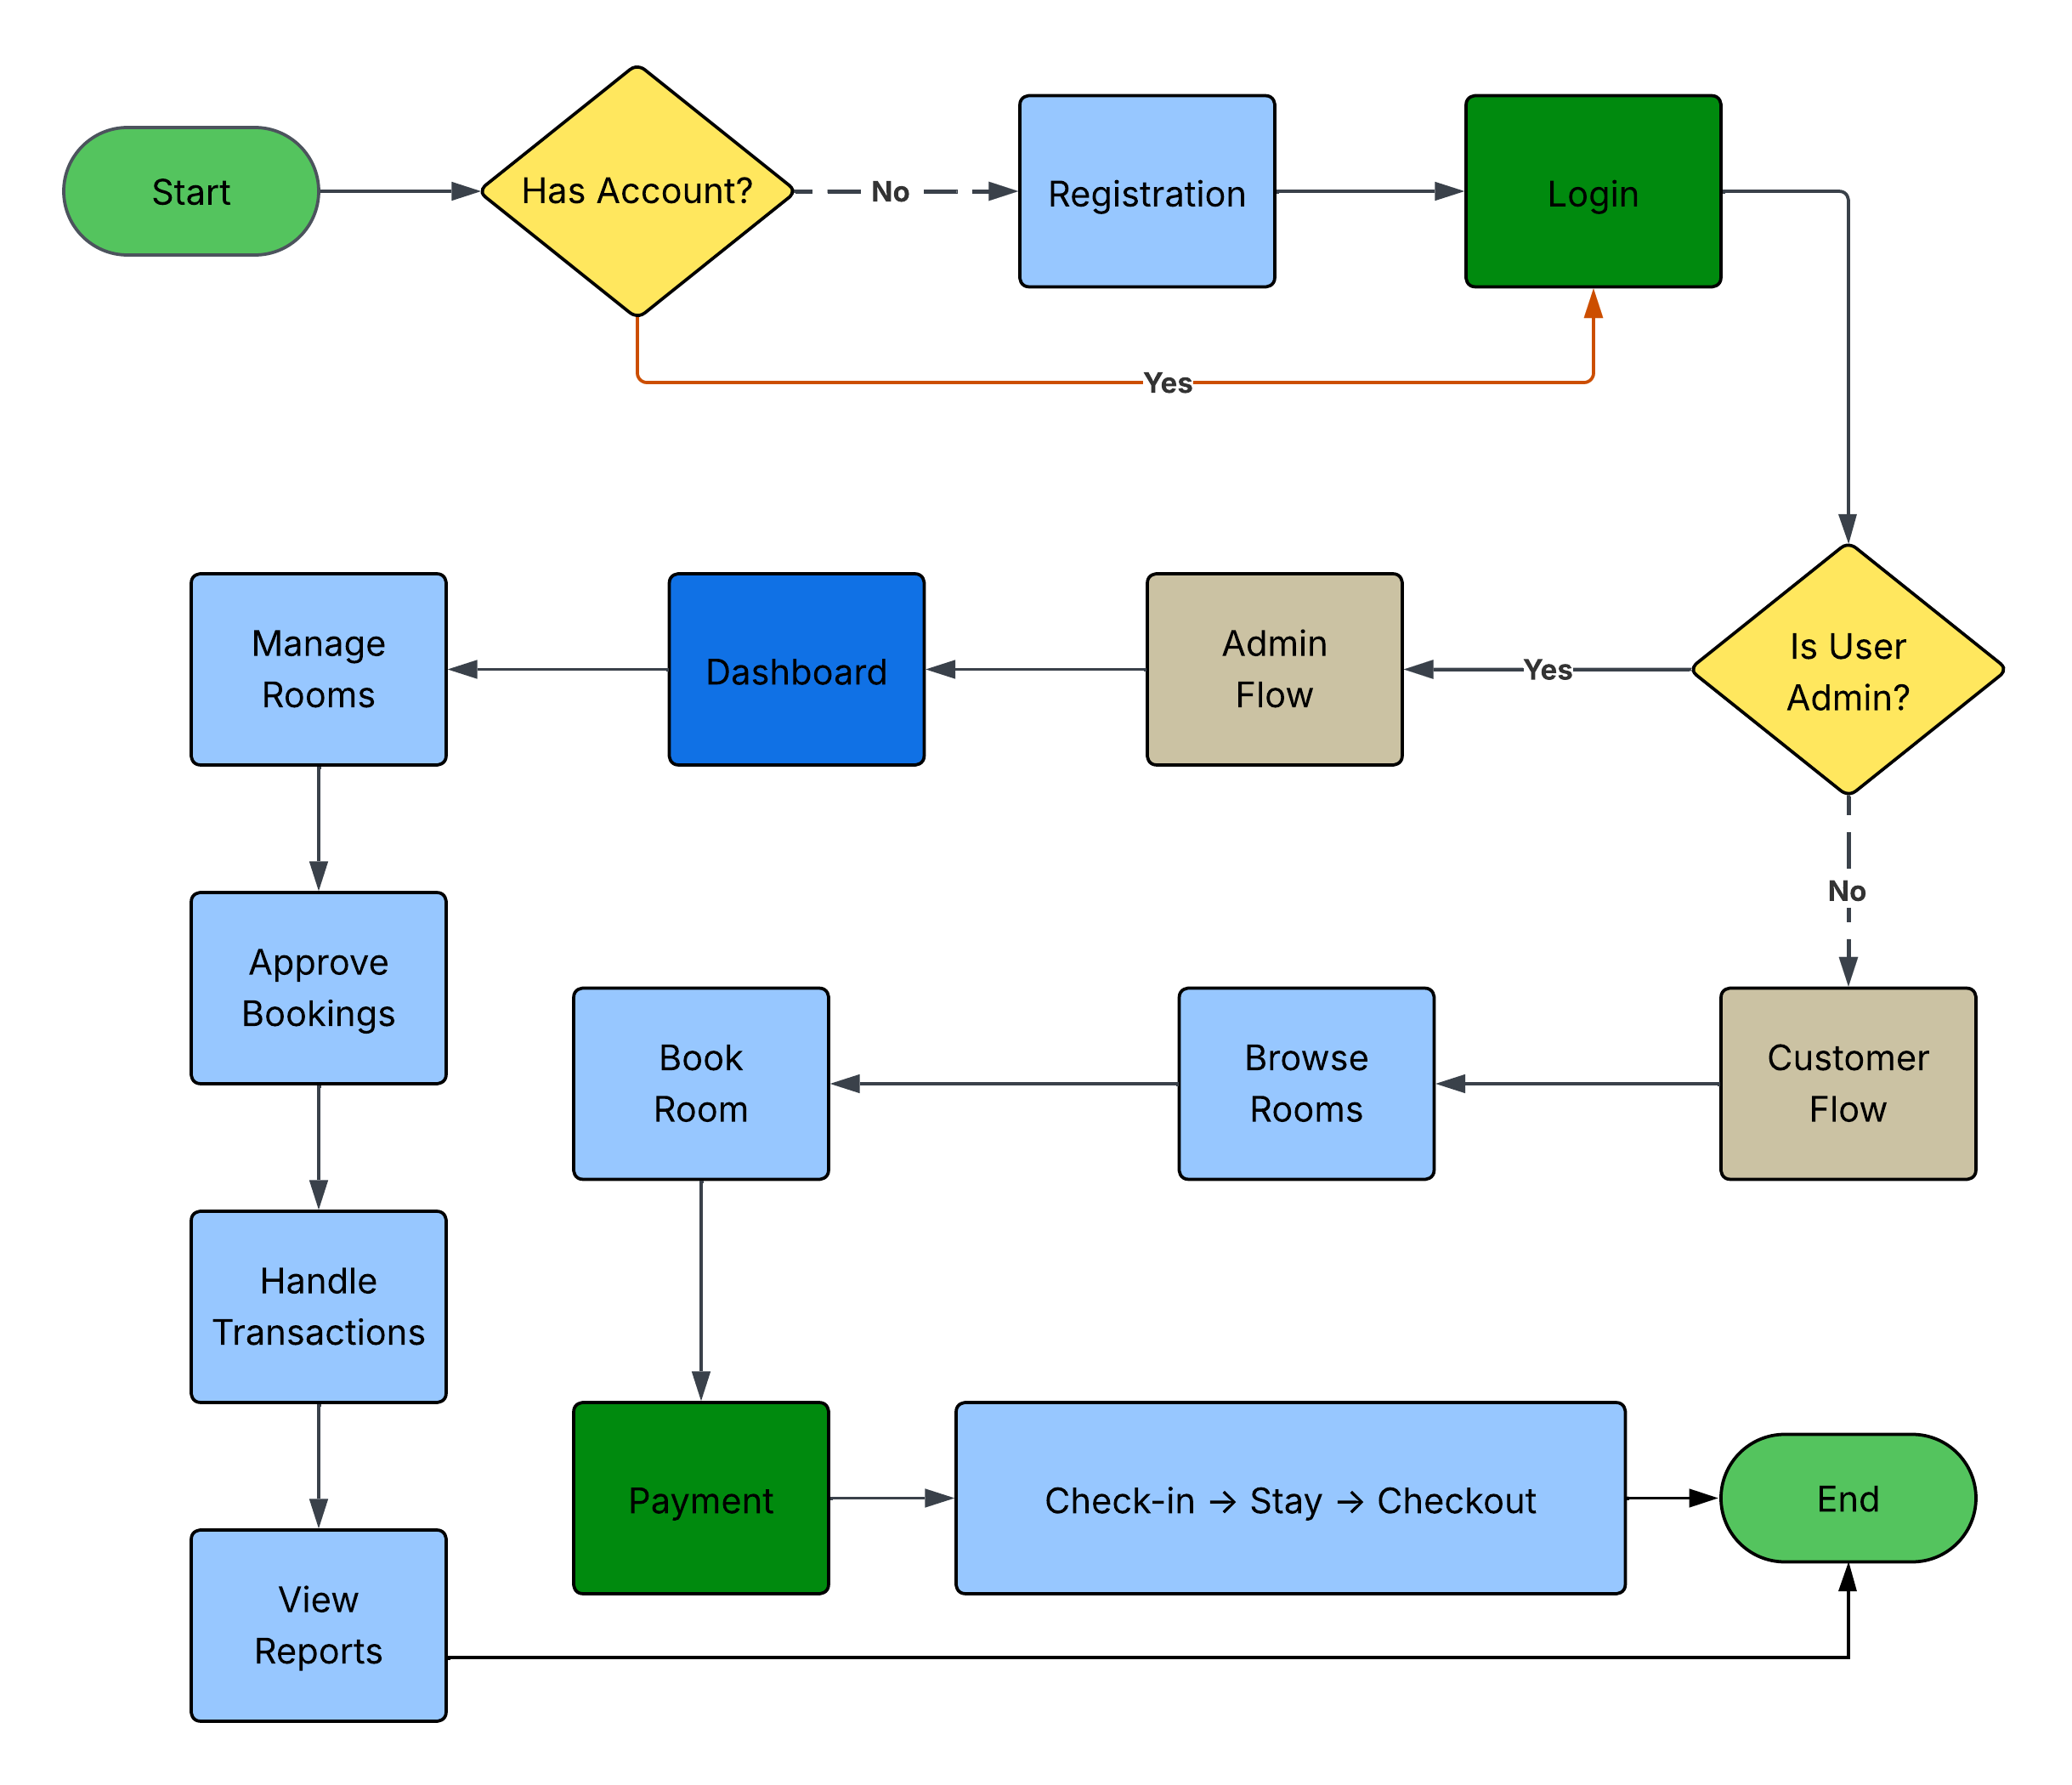 Start
Has Account?
No
Registration
Login
Yes
Manage
Rooms
Dashboard
Admin
Flow
Yes
Is User
Admin?
No
Approve
Bookings
Book
Room
Browse
Rooms
Customer
Flow
Handle
Transactions
Payment
Check-in → Stay → Checkout
End
View
Reports